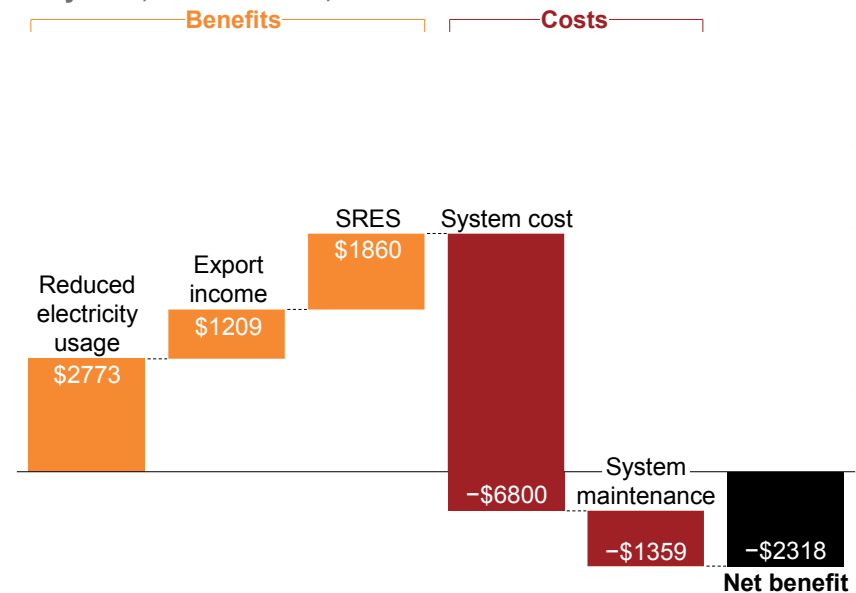 Benefits
Costs
SRES
System cost
$1860
Export
income
Reduced
electricity
usage
$1209
$2773
System
maintenance
−$6800
−$1359
−$2318
Net benefit